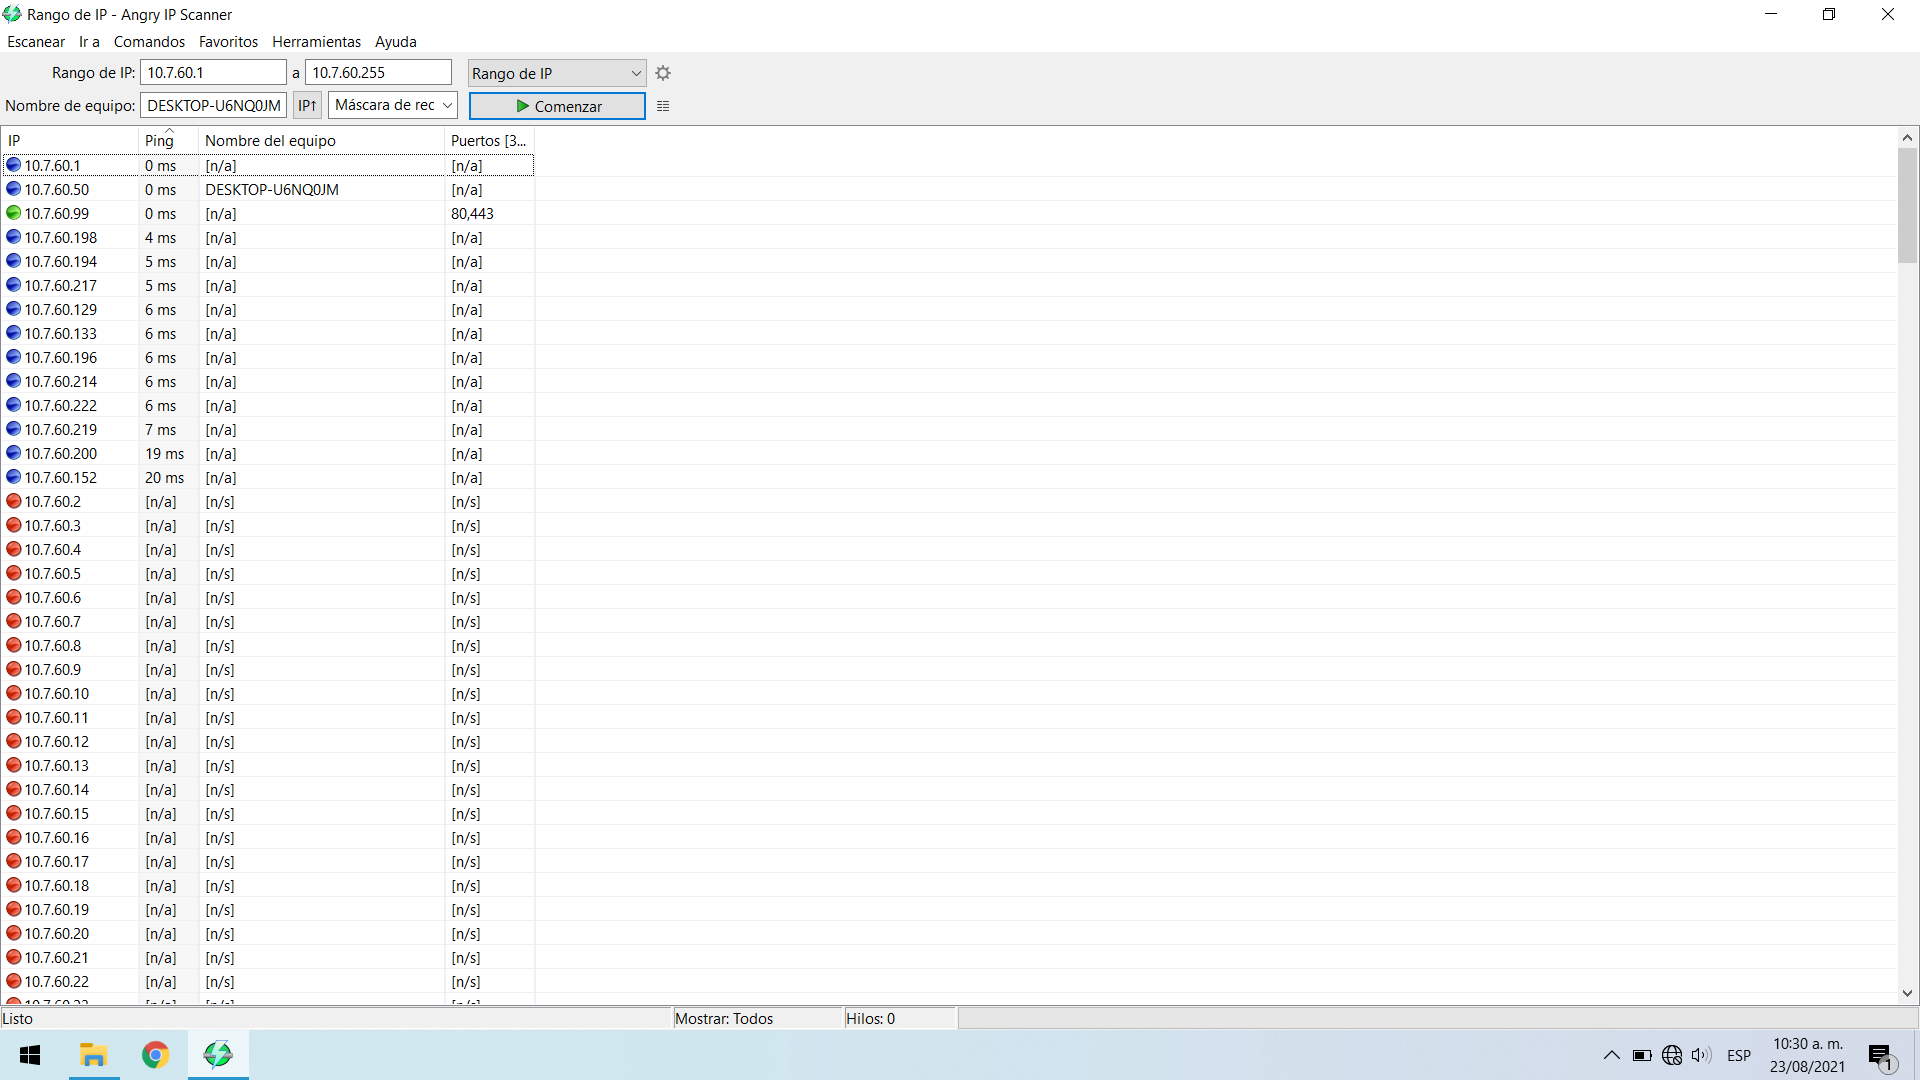 Rango de IP - Angry IP Scanner
Escanear Ir a Comandos Favoritos Herramientas Ayuda
Rango de IP: 10.7.60.1 a 10.7.60.255 Rango de IP
Nombre de equipo: DESKTOP-U6NQ0JM IP↑ Máscara de rec Comenzar
IP Ping Nombre del equipo Puertos [3...
10.7.60.1 0 ms [n/a] [n/a]
10.7.60.50 0 ms DESKTOP-U6NQ0JM [n/a]
10.7.60.99 0 ms [n/a] 80,443
10.7.60.198 4 ms [n/a] [n/a]
10.7.60.194 5 ms [n/a] [n/a]
10.7.60.217 5 ms [n/a] [n/a]
10.7.60.129 6 ms [n/a] [n/a]
10.7.60.133 6 ms [n/a] [n/a]
10.7.60.196 6 ms [n/a] [n/a]
10.7.60.214 6 ms [n/a] [n/a]
10.7.60.222 6 ms [n/a] [n/a]
10.7.60.219 7 ms [n/a] [n/a]
10.7.60.200 19 ms [n/a] [n/a]
10.7.60.152 20 ms [n/a] [n/a]
10.7.60.2 [n/a] [n/s] [n/s]
10.7.60.3 [n/a] [n/s] [n/s]
10.7.60.4 [n/a] [n/s] [n/s]
10.7.60.5 [n/a] [n/s] [n/s]
10.7.60.6 [n/a] [n/s] [n/s]
10.7.60.7 [n/a] [n/s] [n/s]
10.7.60.8 [n/a] [n/s] [n/s]
10.7.60.9 [n/a] [n/s] [n/s]
10.7.60.10 [n/a] [n/s] [n/s]
10.7.60.11 [n/a] [n/s] [n/s]
10.7.60.12 [n/a] [n/s] [n/s]
10.7.60.13 [n/a] [n/s] [n/s]
10.7.60.14 [n/a] [n/s] [n/s]
10.7.60.15 [n/a] [n/s] [n/s]
10.7.60.16 [n/a] [n/s] [n/s]
10.7.60.17 [n/a] [n/s] [n/s]
10.7.60.18 [n/a] [n/s] [n/s]
10.7.60.19 [n/a] [n/s] [n/s]
10.7.60.20 [n/a] [n/s] [n/s]
10.7.60.21 [n/a] [n/s] [n/s]
10.7.60.22 [n/a] [n/s] [n/s]
Listo Mostrar: Todos Hilos: 0
ESP 10:30 a. m.
23/08/2021 1